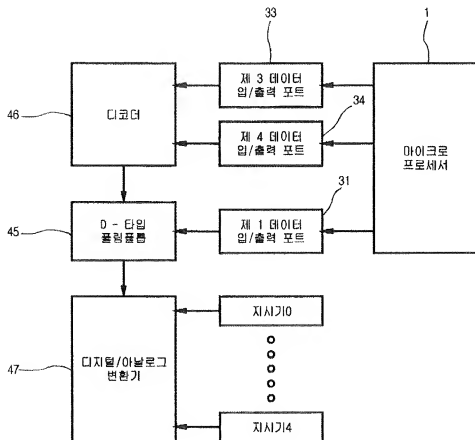 33
1
제 3 데이터
입/출력 포트
34
46
디코더
제 4 데이터
입/출력 포트
마이크로
프로세서
31
45
D - 타입
플립플롭
제 1 데이터
입/출력 포트
지시기0
47
디지털/아날로그
변환기
지시기4